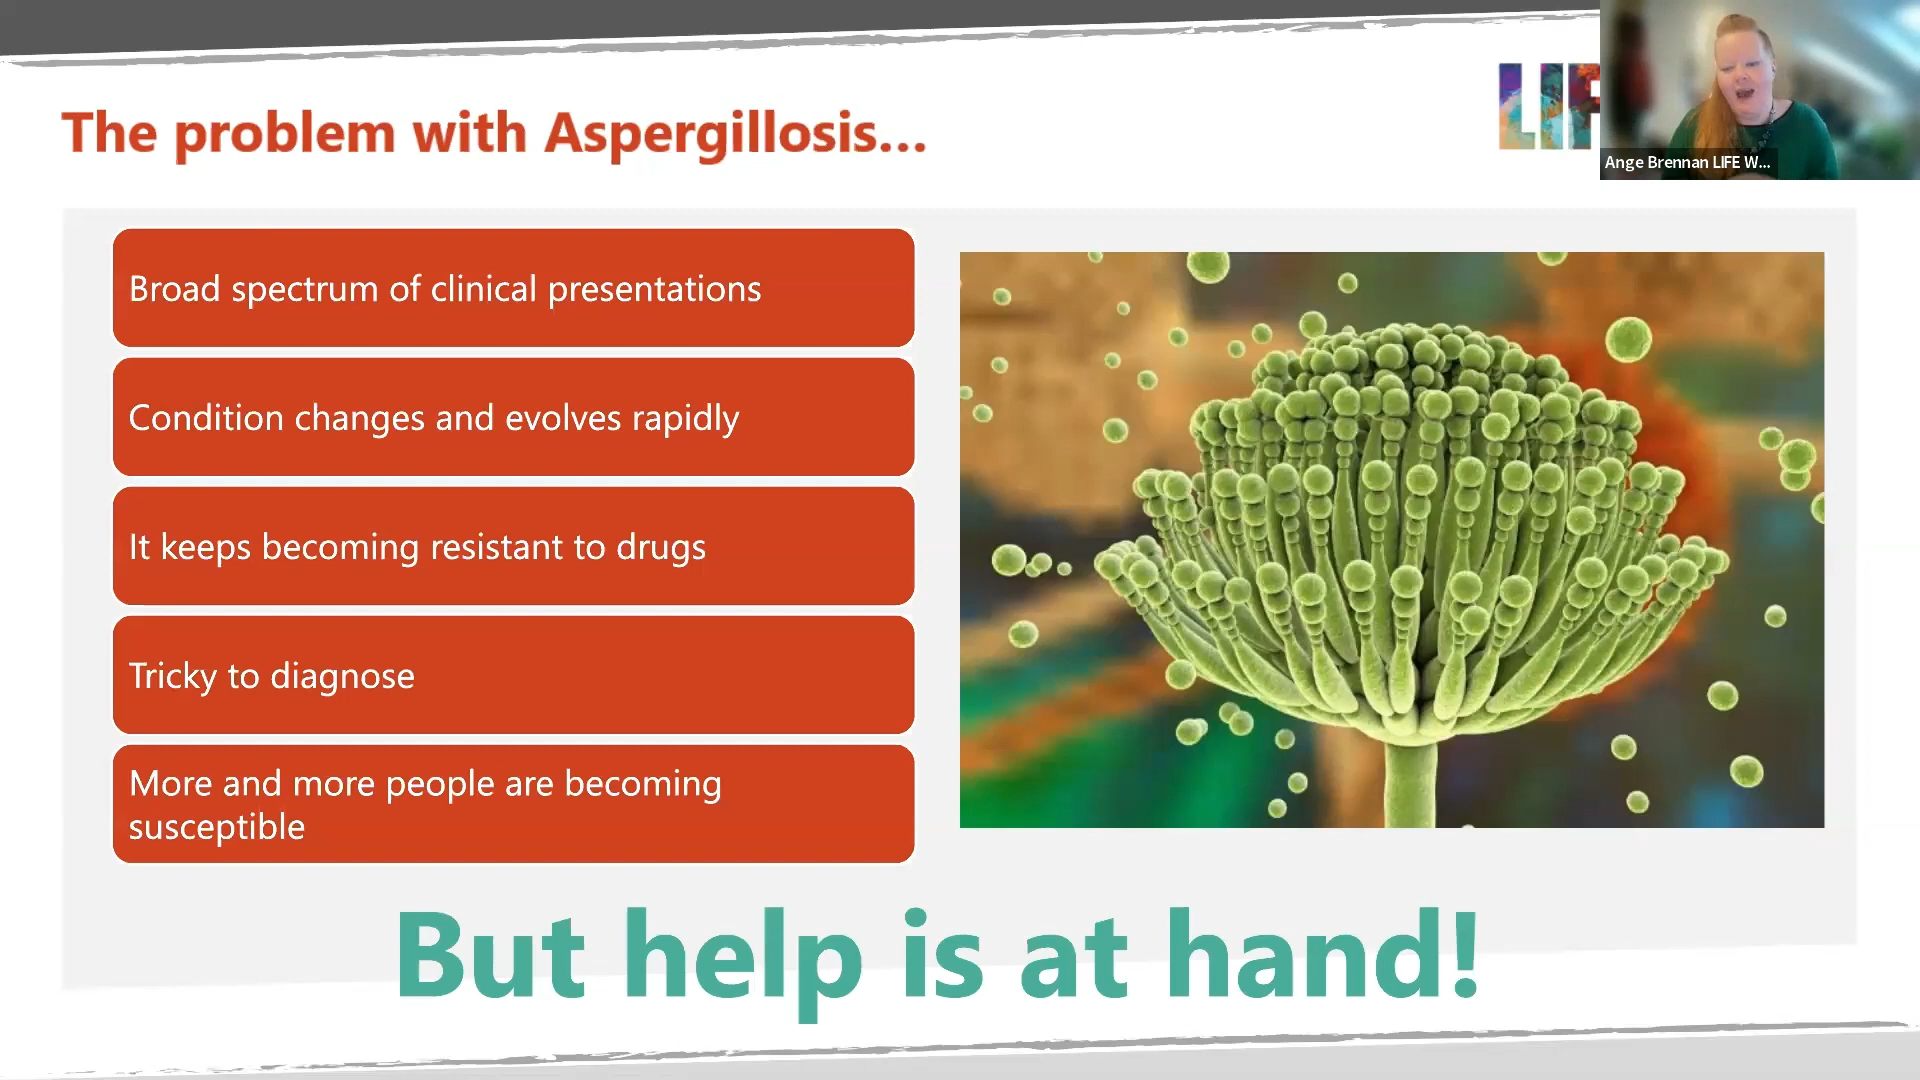 The problem with Aspergillosis...
LIF
Ange Brennan LIFE W...
Broad spectrum of clinical presentations
Condition changes and evolves rapidly
It keeps becoming resistant to drugs
Tricky to diagnose
More and more people are becoming
susceptible
But help is at hand!